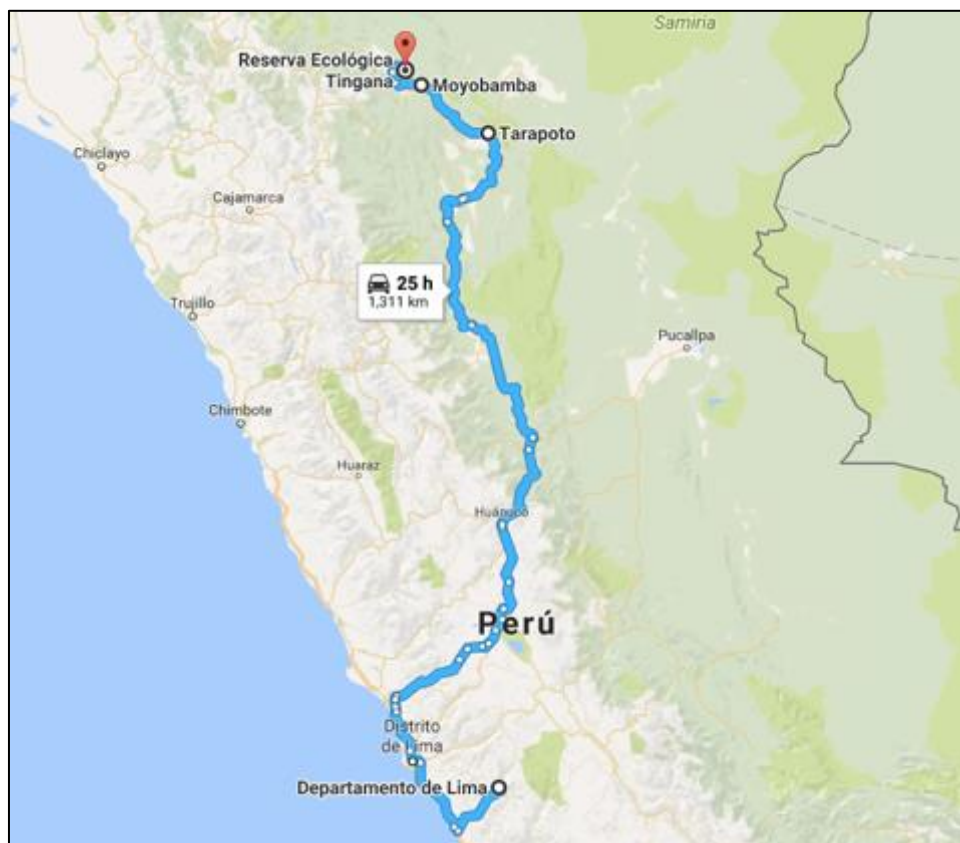 Samiria
Reserva Ecológica
Tingana
Moyobamba
Tarapoto
Chiclayo
Cajamarca
25 h
1,311 km
Trujillo
Pucallpa
Chimbote
Huaraz
Huánuco
Perú
Distrito
de Lima
Departamento de Lima